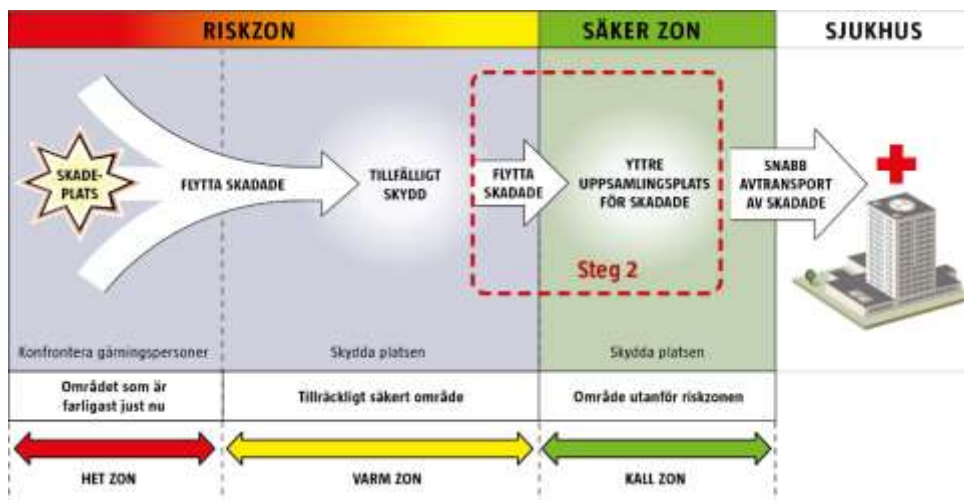 RISKZON
SÄKER ZON
SJUKHUS
SKADE-
PLATS
FLYTTA SKADADE
TILLFÄLLIGT
SKYDD
FLYTTA
SKADADE
YTTRE
UPPSAMLINGSPLATS
FÖR SKADADE
SNABB
AVTRANSPORT
AV SKADADE
Steg 2
Konfrontera gärningspersoner
Skydda platsen
Skydda platsen
Området som är
farligast just nu
Tillräckligt säkert område
Område utanför riskzonen
HET ZON
VARM ZON
KALL ZON